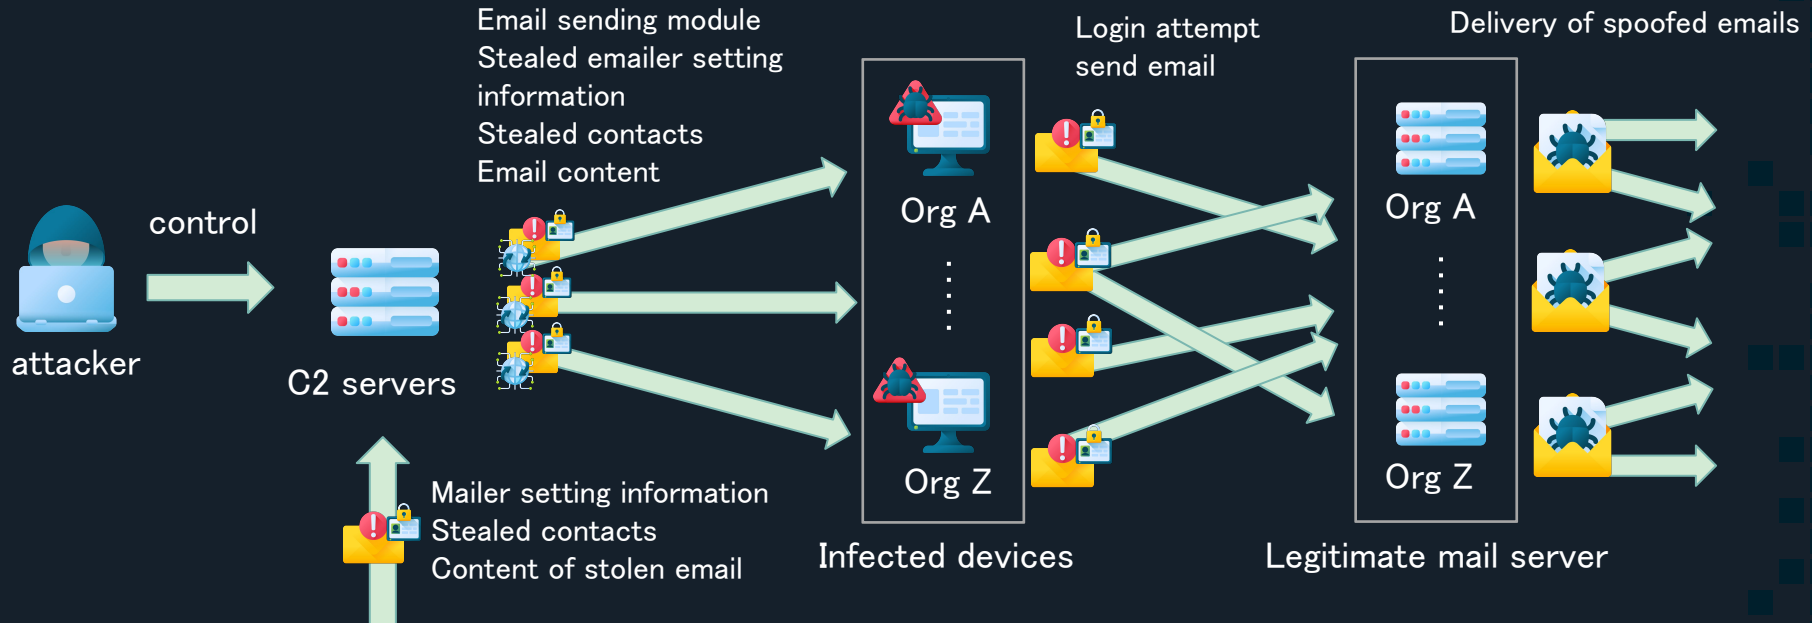 Email sending module
Stealed emailer setting
information
Stealed contacts
Email content
Login attempt
send email
Delivery of spoofed emails
control
attacker
C2 servers
Org A
Org Z
Infected devices
Org A
Org Z
Legitimate mail server
Mailer setting information
Stealed contacts
Content of stolen email